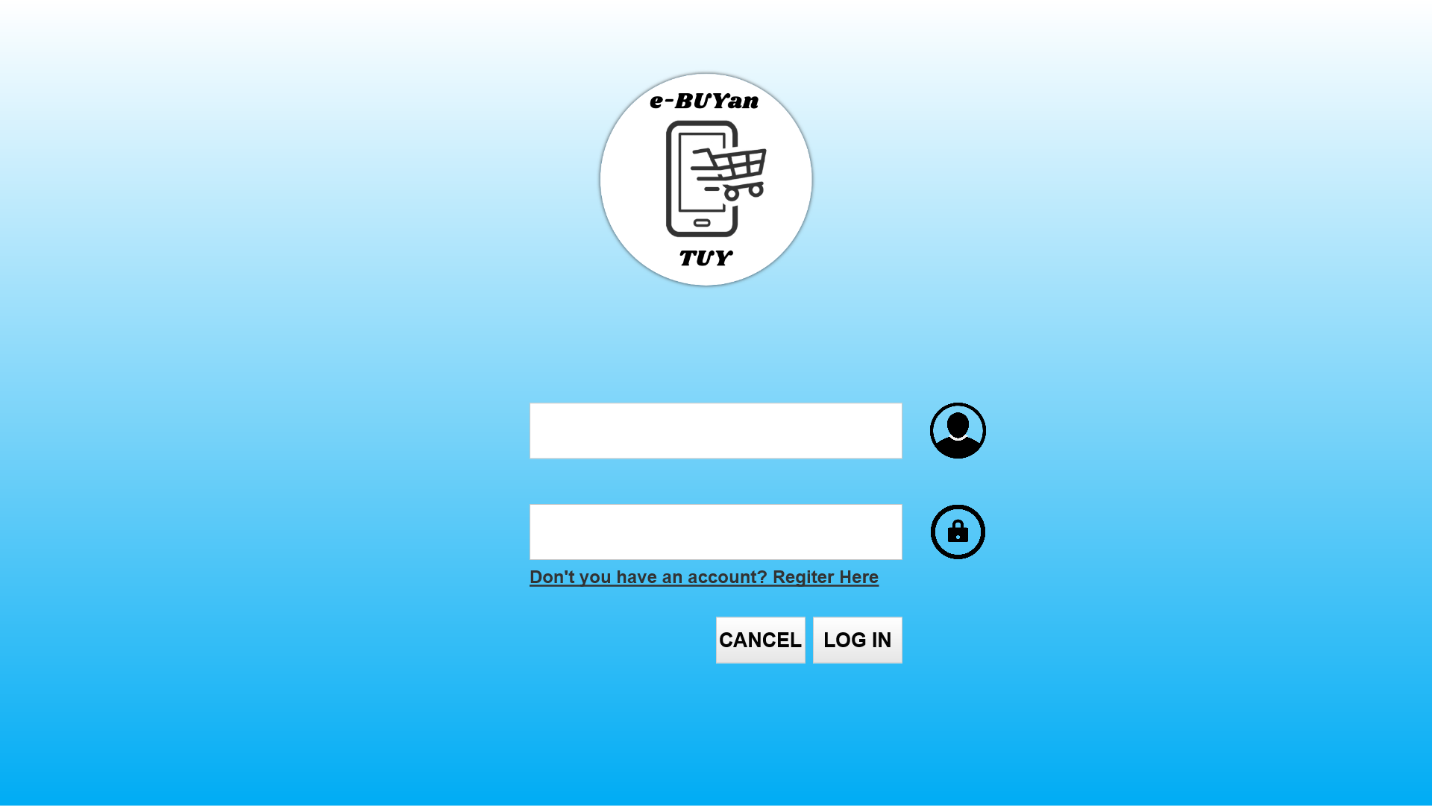 e-BUYan
TUY
Don't you have an account? Regiter Here
CANCEL LOG IN